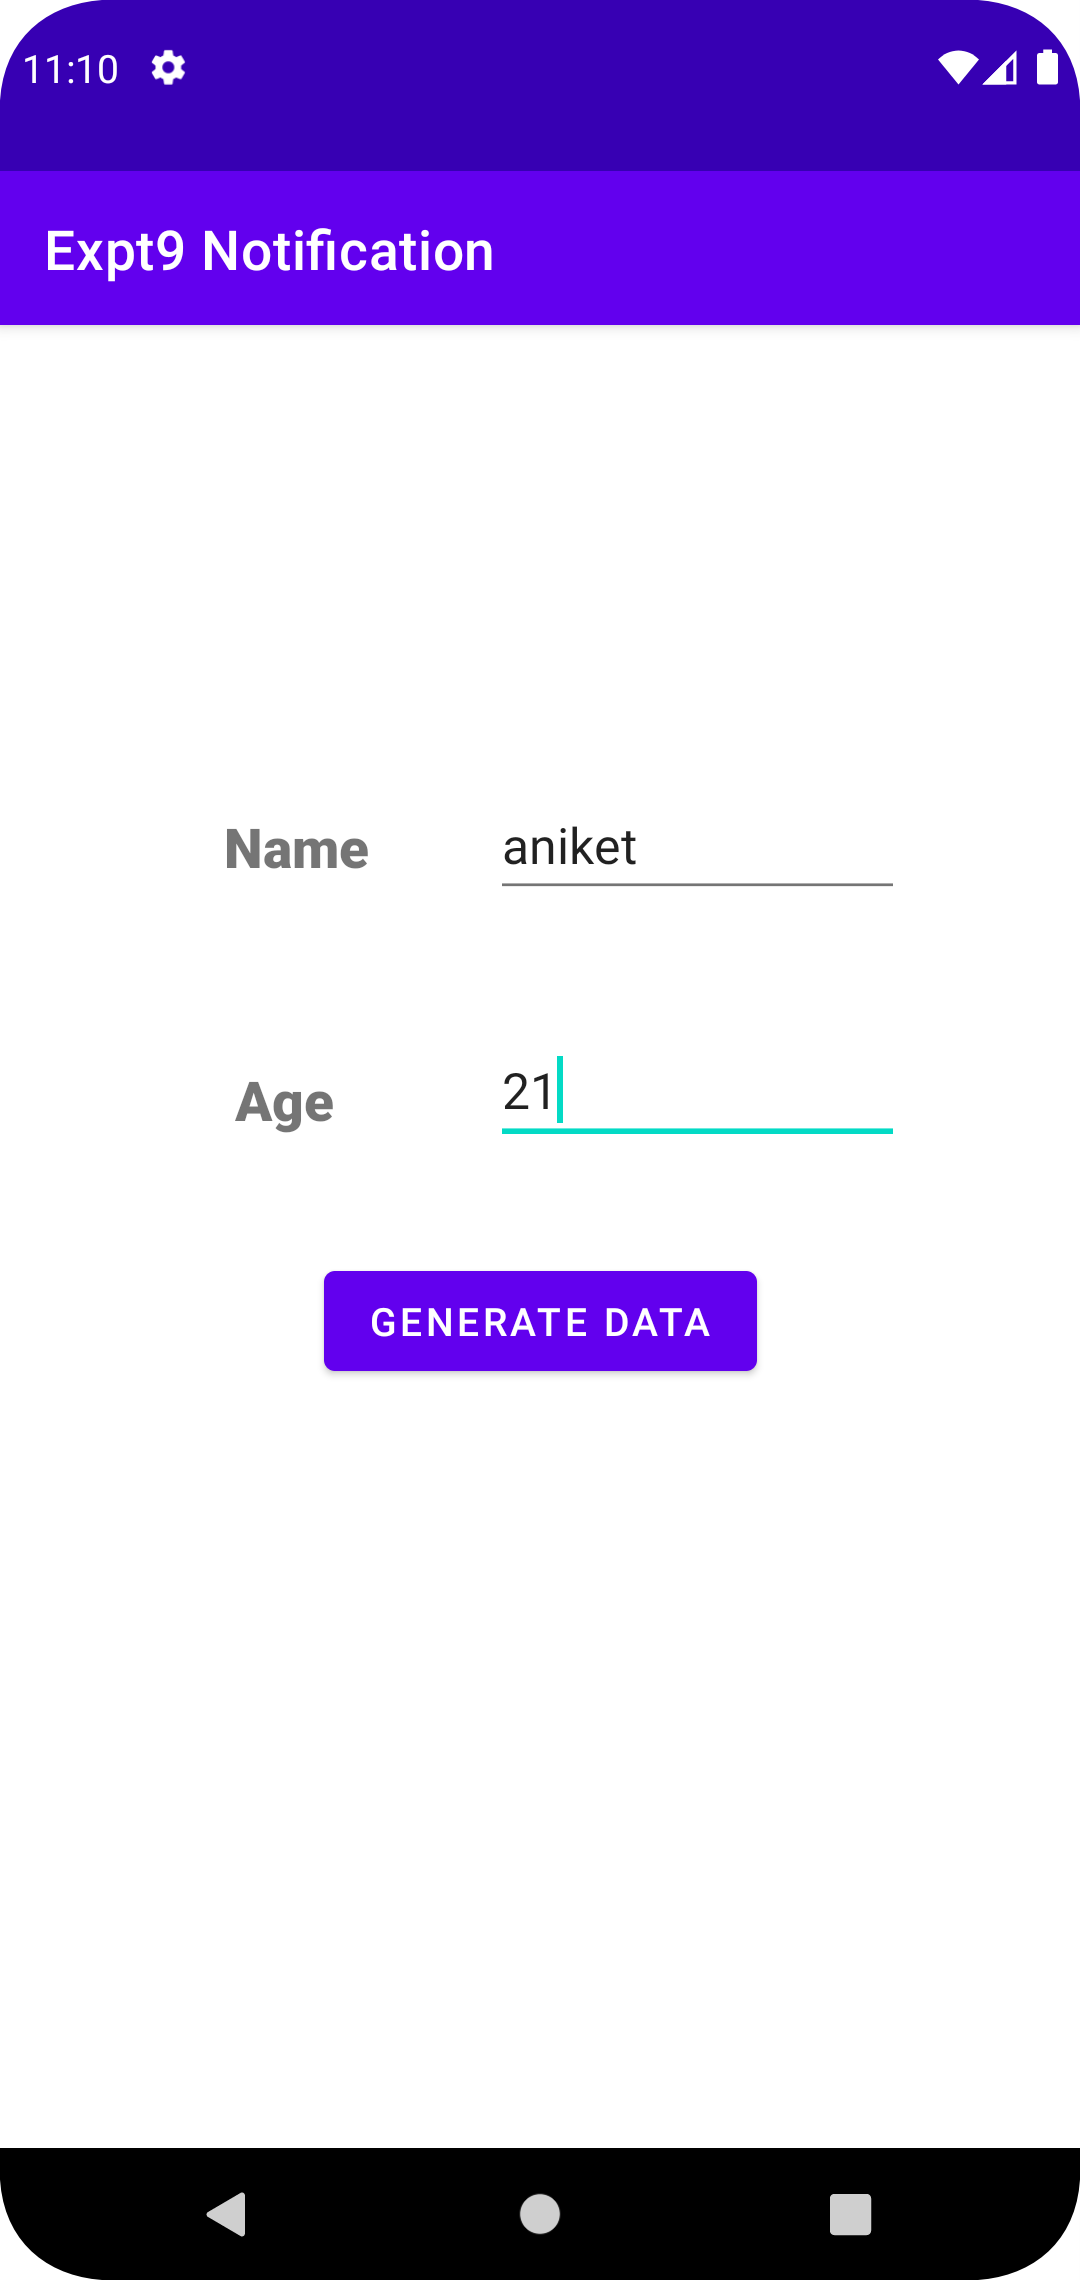 11:10
Expt9 Notification
Name aniket
Age 21
GENERATE DATA